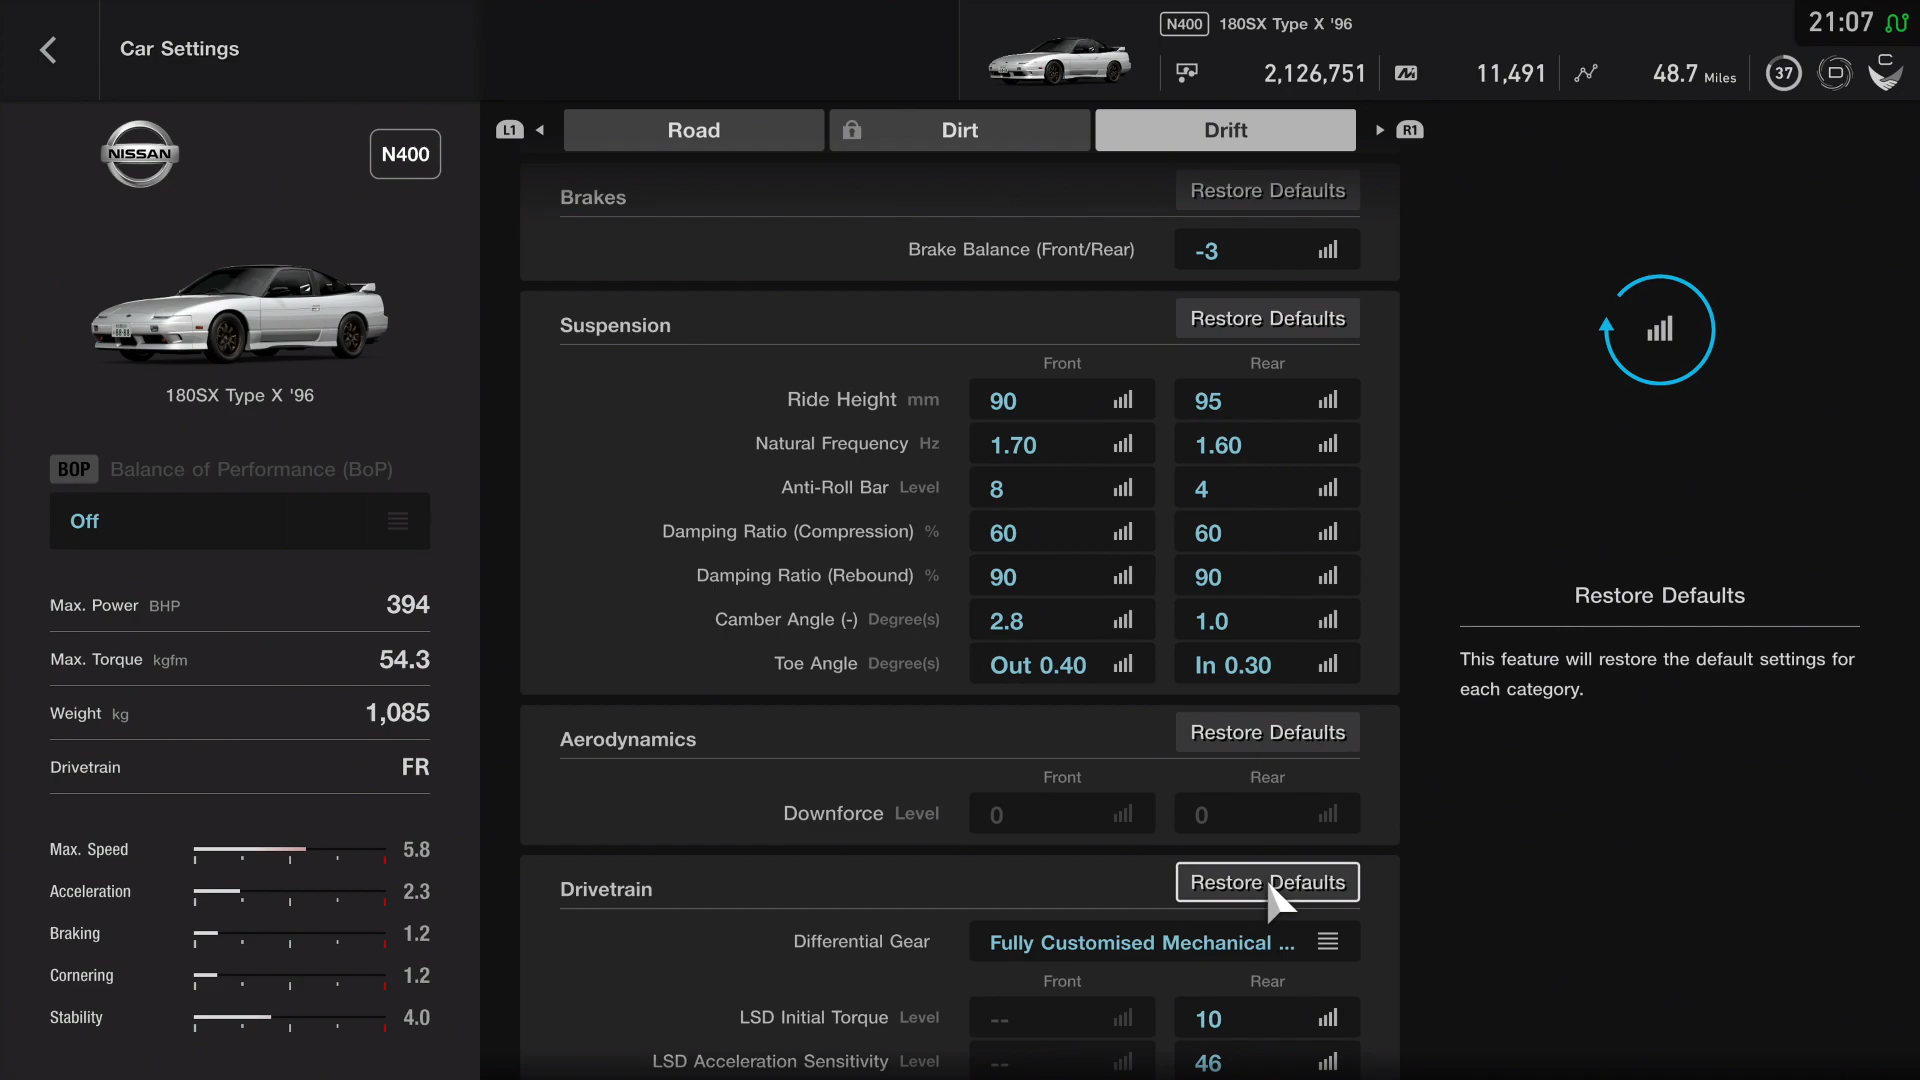 Car Settings
N400 180SX Type X '96
21:07
2,126,751
11,491
48.7 Miles
37
D
C
NISSAN
N400
180SX Type X '96
BOP Balance of Performance (BoP)
Off
Max. Power BHP 394
Max. Torque kgfm 54.3
Weight kg 1,085
Drivetrain FR
Max. Speed 5.8
Acceleration 2.3
Braking 1.2
Cornering 1.2
Stability 4.0
L1 Road Dirt Drift R1
Brakes Restore Defaults
Brake Balance (Front/Rear) -3
Suspension Restore Defaults
Front Rear
Ride Height mm 90 95
Natural Frequency Hz 1.70 1.60
Anti-Roll Bar Level 8 4
Damping Ratio (Compression) % 60 60
Damping Ratio (Rebound) % 90 90
Camber Angle (-) Degree(s) 2.8 1.0
Toe Angle Degree(s) Out 0.40 In 0.30
Aerodynamics Restore Defaults
Front Rear
Downforce Level 0 0
Drivetrain Restore Defaults
Differential Gear Fully Customised Mechanical ...
Front Rear
LSD Initial Torque Level -- 10
LSD Acceleration Sensitivity Level -- 46
Restore Defaults
This feature will restore the default settings for
each category.